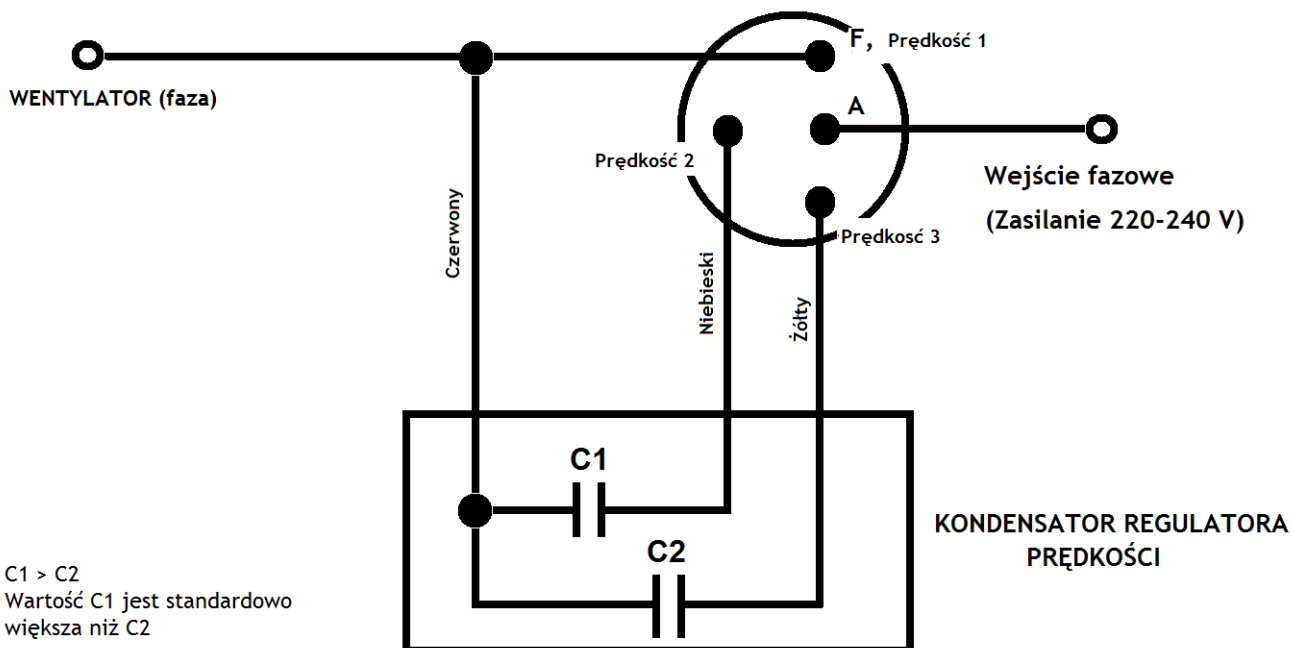 F, Prędkość 1
WENTYLATOR (faza)
A
Prędkość 2
Wejście fazowe
(Zasilanie 220-240 V)
Prędkosć 3
Czerwony
Niebieski
Żółty
C1
C2
KONDENSATOR REGULATORA
PRĘDKOŚCI
C1 > C2
Wartość C1 jest standardowo
większa niż C2